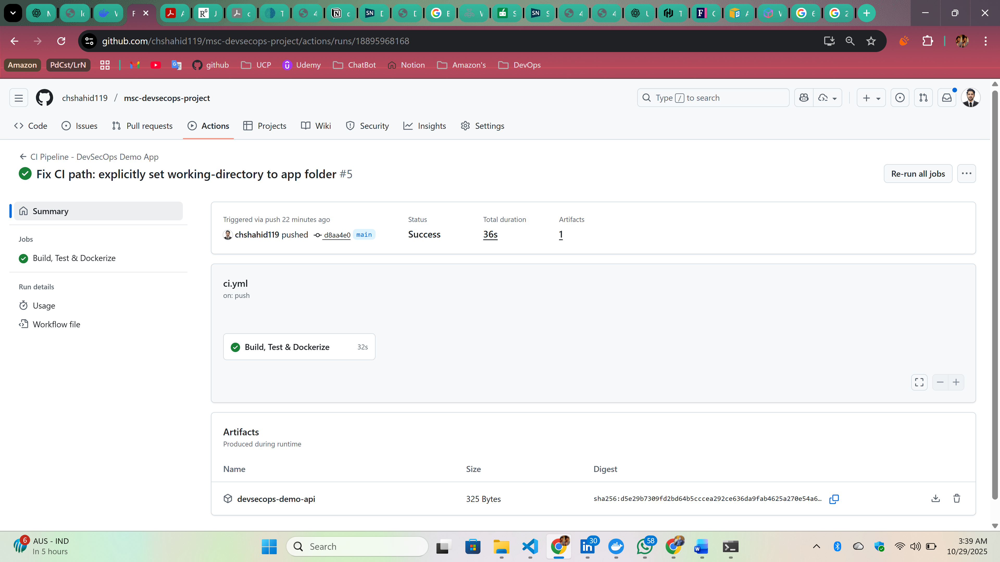 github.com/chshahid119/msc-devsecops-project/actions/runs/18895968168
Amazon PdCst/LrN github UCP Udemy ChatBot Notion Amazon's DevOps
chshahid119 / msc-devsecops-project
Type / to search
Code Issues Pull requests Actions Projects Wiki Security Insights Settings
CI Pipeline - DevSecOps Demo App
Fix CI path: explicitly set working-directory to app folder #5
Re-run all jobs
Summary
Jobs
Build, Test & Dockerize
Run details
Usage
Workflow file
Triggered via push 22 minutes ago
chshahid119 pushed d8aa4e0 main
Status
Success
Total duration
36s
Artifacts
1
ci.yml
on: push
Build, Test & Dockerize 32s
Artifacts
Produced during runtime
Name Size Digest
devsecops-demo-api 325 Bytes sha256:d5e29b7309fd2bd64b5cccea292ce636da9fab4625a270e54a6…
6
AUS - IND
In 5 hours
Search
30
58
3:39 AM
10/29/2025